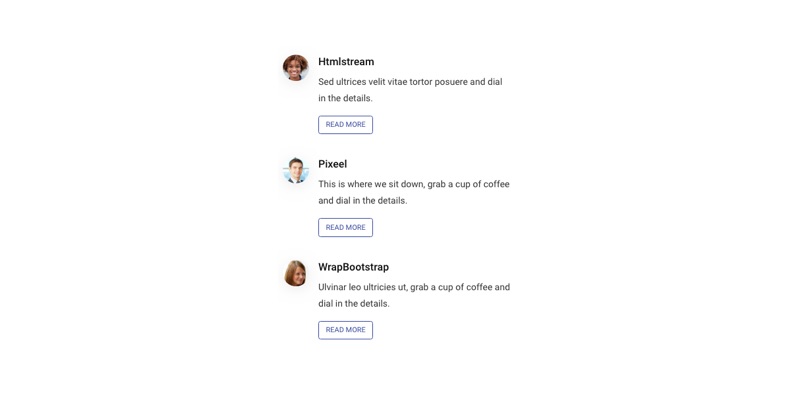 Htmlstream
Sed ultrices velit vitae tortor posuere and dial
in the details.
READ MORE
Pixeel
This is where we sit down, grab a cup of coffee
and dial in the details.
READ MORE
WrapBootstrap
Ulvinar leo ultricies ut, grab a cup of coffee and
dial in the details.
READ MORE